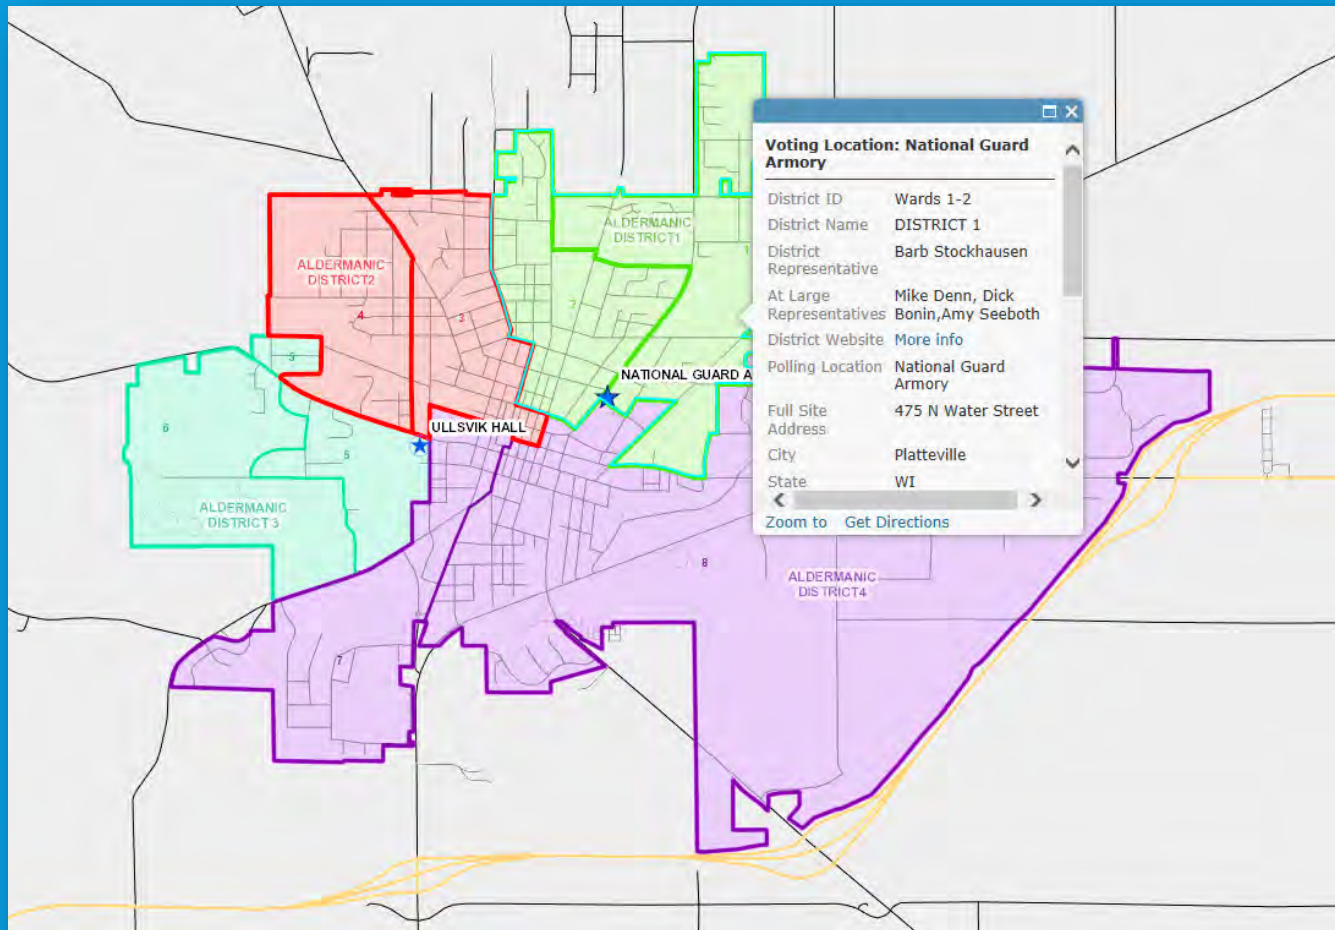 Voting Location: National Guard
Armory
District ID Wards 1-2
District Name DISTRICT 1
District
Representative Barb Stockhausen
At Large
Representatives Mike Denn, Dick
Bonin,Amy Seeboth
District Website More info
Polling Location National Guard
Armory
Full Site
Address 475 N Water Street
City Platteville
State WI
Zoom to Get Directions
ALDERMANIC
DISTRICT1
1
2
ALDERMANIC
DISTRICT2
4
3
NATIONAL GUARD A
ULLSVIK HALL
5
6
5
ALDERMANIC
DISTRICT 3
8
ALDERMANIC
DISTRICT4
7